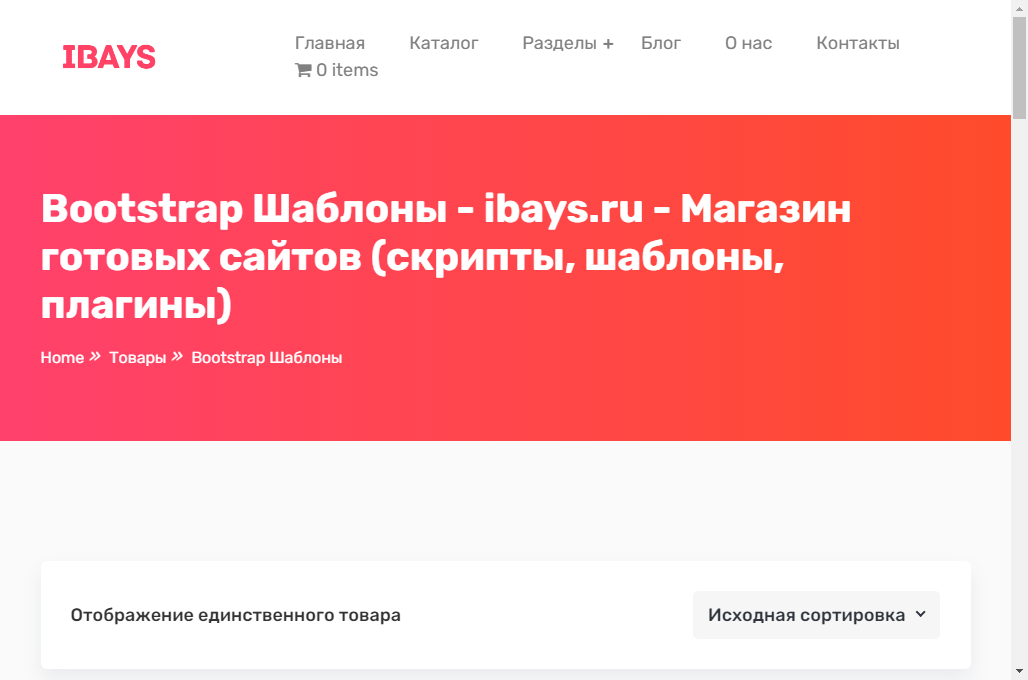 IBAYS
Главная Каталог Разделы + Блог О нас Контакты
0 items
Bootstrap Шаблоны - ibays.ru - Магазин
готовых сайтов (скрипты, шаблоны,
плагины)
Home » Товары » Bootstrap Шаблоны
Отображение единственного товара
Исходная сортировка